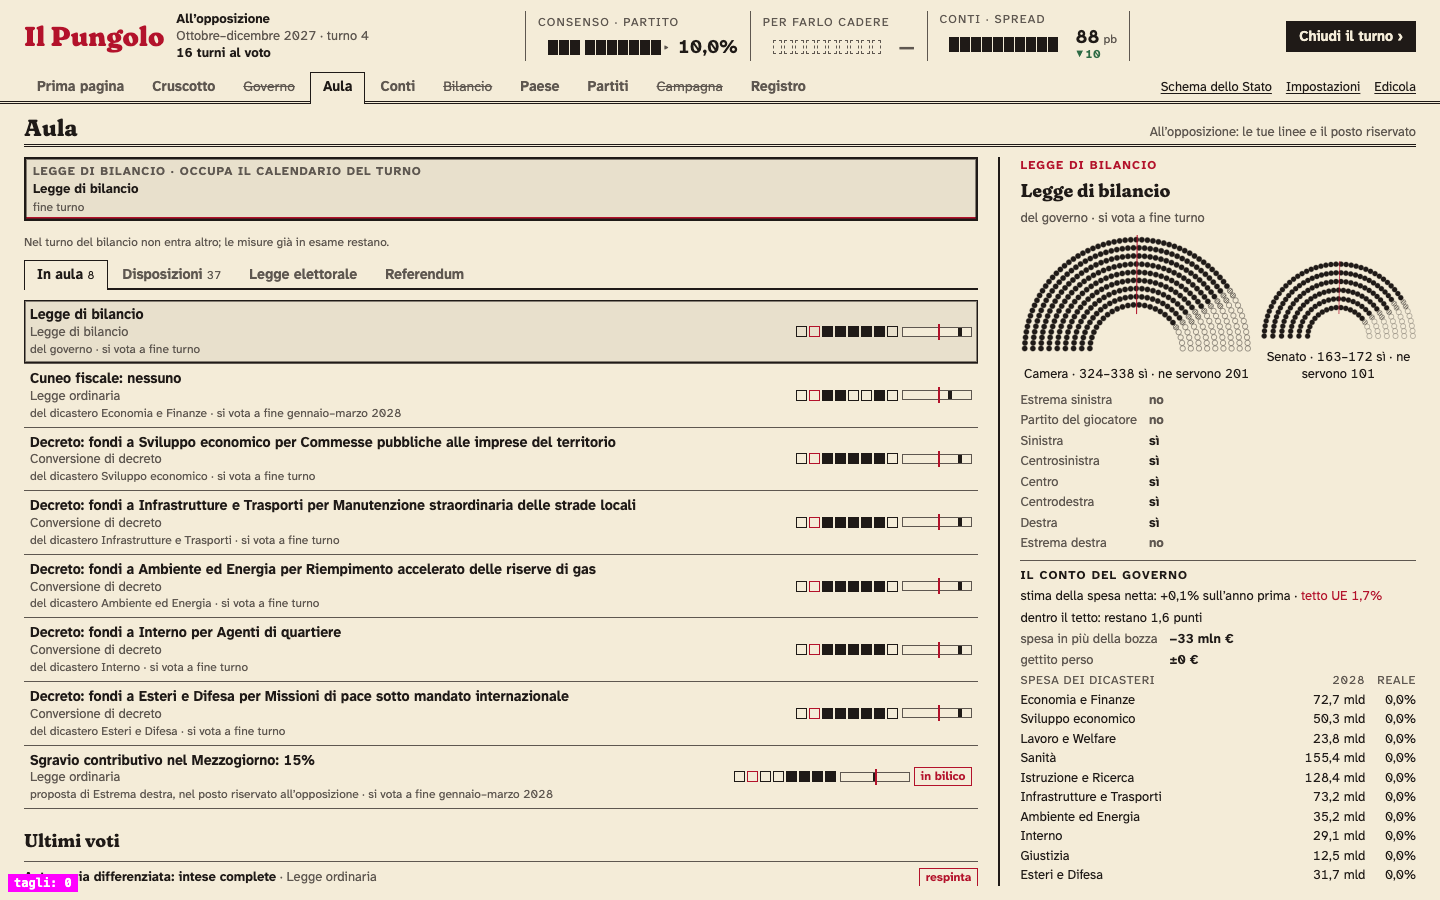 Il Pungolo
All’opposizione
Ottobre–dicembre 2027 · turno 4
16 turni al voto
CONSENSO · PARTITO
10,0%
PER FARLO CADERE
—
CONTI · SPREAD
88 pb
▼10
Chiudi il turno ›
Prima pagina
Cruscotto
Governo
Aula
Conti
Bilancio
Paese
Partiti
Campagna
Registro
Schema dello Stato
Impostazioni
Edicola
Aula
All’opposizione: le tue linee e il posto riservato
LEGGE DI BILANCIO · OCCUPA IL CALENDARIO DEL TURNO
Legge di bilancio
fine turno
Nel turno del bilancio non entra altro; le misure già in esame restano.
In aula 8
Disposizioni 37
Legge elettorale
Referendum
Legge di bilancio
Legge di bilancio
del governo · si vota a fine turno
Cuneo fiscale: nessuno
Legge ordinaria
del dicastero Economia e Finanze · si vota a fine gennaio–marzo 2028
Decreto: fondi a Sviluppo economico per Commesse pubbliche alle imprese del territorio
Conversione di decreto
del dicastero Sviluppo economico · si vota a fine turno
Decreto: fondi a Infrastrutture e Trasporti per Manutenzione straordinaria delle strade locali
Conversione di decreto
del dicastero Infrastrutture e Trasporti · si vota a fine turno
Decreto: fondi a Ambiente ed Energia per Riempimento accelerato delle riserve di gas
Conversione di decreto
del dicastero Ambiente ed Energia · si vota a fine turno
Decreto: fondi a Interno per Agenti di quartiere
Conversione di decreto
del dicastero Interno · si vota a fine turno
Decreto: fondi a Esteri e Difesa per Missioni di pace sotto mandato internazionale
Conversione di decreto
del dicastero Esteri e Difesa · si vota a fine turno
Sgravio contributivo nel Mezzogiorno: 15%
Legge ordinaria
proposta di Estrema destra, nel posto riservato all’opposizione · si vota a fine gennaio–marzo 2028
in bilico
Ultimi voti
differenziata: intese complete · Legge ordinaria
respinta
tagli: 0
LEGGE DI BILANCIO
Legge di bilancio
del governo · si vota a fine turno
Camera · 324–338 sì · ne servono 201
Senato · 163–172 sì · ne
servono 101
Estrema sinistra no
Partito del giocatore no
Sinistra sì
Centrosinistra sì
Centro sì
Centrodestra sì
Destra sì
Estrema destra no
IL CONTO DEL GOVERNO
stima della spesa netta: +0,1% sull’anno prima · tetto UE 1,7%
dentro il tetto: restano 1,6 punti
spesa in più della bozza −33 mln €
gettito perso ±0 €
SPESA DEI DICASTERI 2028 REALE
Economia e Finanze 72,7 mld 0,0%
Sviluppo economico 50,3 mld 0,0%
Lavoro e Welfare 23,8 mld 0,0%
Sanità 155,4 mld 0,0%
Istruzione e Ricerca 128,4 mld 0,0%
Infrastrutture e Trasporti 73,2 mld 0,0%
Ambiente ed Energia 35,2 mld 0,0%
Interno 29,1 mld 0,0%
Giustizia 12,5 mld 0,0%
Esteri e Difesa 31,7 mld 0,0%